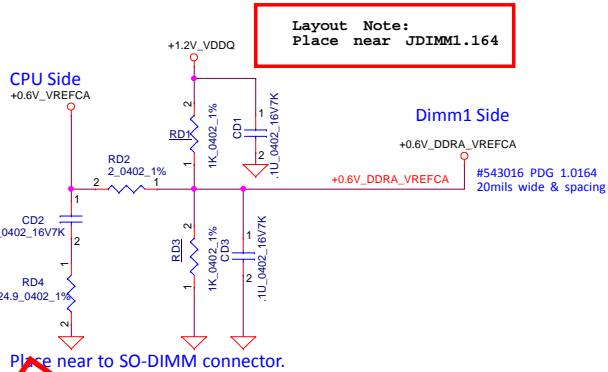 Layout Note:
Place near JDIMM1.164
+1.2V_VDDQ
CPU Side
+0.6V_VREFCA
Dimm1 Side
+0.6V_DDRA_VREFCA
2
RD1
1K_0402_1%
1
1
CD1
2
.1U_0402_16V7K
RD2
2_0402_1%
2
1
+0.6V_DDRA_VREFCA
#543016 PDG 1.0164
20mils wide & spacing
1
CD2
_0402_16V7K
2
2
RD3
1K_0402_1%
1
1
CD3
2
.1U_0402_16V7K
1
RD4
24.9_0402_1%
2
Place near to SO-DIMM connector.